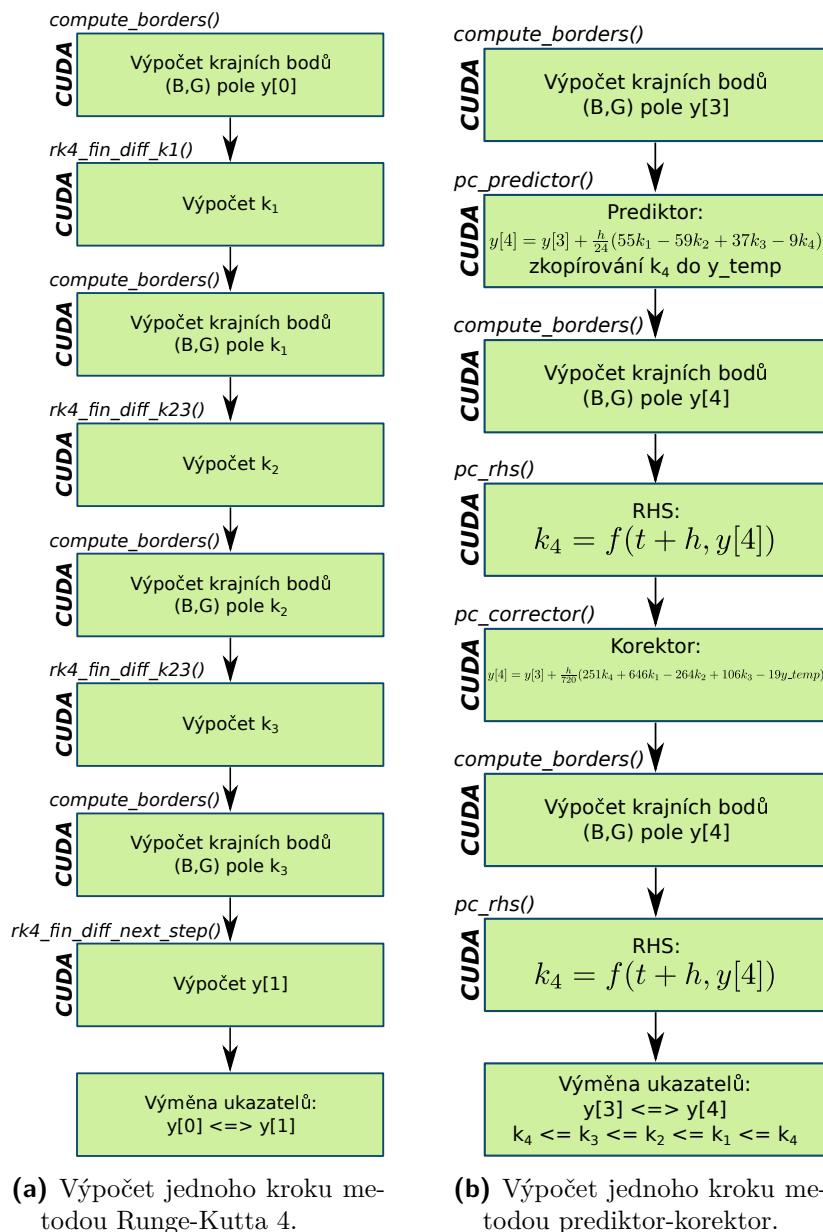 compute_borders()
CUDA
Výpočet krajních bodů
(B,G) pole y[0]
rk4_fin_diff_k1()
CUDA
Výpočet k₁
compute_borders()
CUDA
Výpočet krajních bodů
(B,G) pole k₁
rk4_fin_diff_k23()
CUDA
Výpočet k₂
compute_borders()
CUDA
Výpočet krajních bodů
(B,G) pole k₂
rk4_fin_diff_k23()
CUDA
Výpočet k₃
compute_borders()
CUDA
Výpočet krajních bodů
(B,G) pole k₃
rk4_fin_diff_next_step()
CUDA
Výpočet y[1]
Výměna ukazatelů:
y[0] <=> y[1]
(a) Výpočet jednoho kroku me-
todou Runge-Kutta 4.
compute_borders()
CUDA
Výpočet krajních bodů
(B,G) pole y[3]
pc_predictor()
CUDA
Prediktor:
y[4] = y[3] + h/24(55k₁ − 59k₂ + 37k₃ − 9k₄)
zkopírování k₄ do y_temp
compute_borders()
CUDA
Výpočet krajních bodů
(B,G) pole y[4]
pc_rhs()
CUDA
RHS:
k₄ = f(t + h, y[4])
pc_corrector()
CUDA
Korektor:
y[4] = y[3] + h/720(251k₄ + 646k₁ − 264k₂ + 106k₃ − 19y_temp)
compute_borders()
CUDA
Výpočet krajních bodů
(B,G) pole y[4]
pc_rhs()
CUDA
RHS:
k₄ = f(t + h, y[4])
Výměna ukazatelů:
y[3] <=> y[4]
k₄ <= k₃ <= k₂ <= k₁ <= k₄
(b) Výpočet jednoho kroku me-
todou prediktor-korektor.